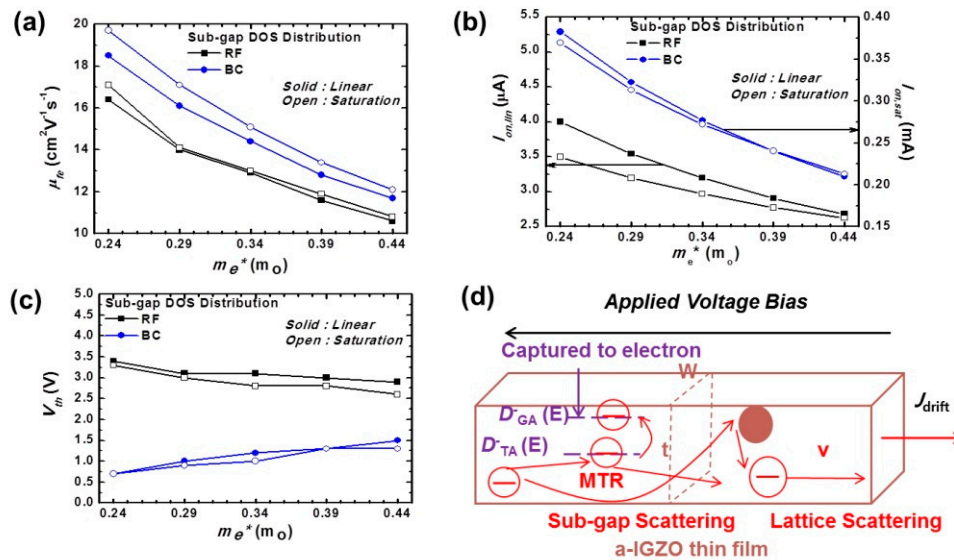 (a)
Sub-gap DOS Distribution
RF
BC
Solid : Linear
Open : Saturation
20
18
16
14
12
10
μfe (cm²V⁻¹s⁻¹)
0.24 0.29 0.34 0.39 0.44
me* (mo)
(b)
Sub-gap DOS Distribution
RF
BC
Solid : Linear
Open : Saturation
5.5
5.0
4.5
4.0
3.5
3.0
2.5
Ion,lin (μA)
0.40
0.35
0.30
0.25
0.20
0.15
Ion,sat (mA)
0.24 0.29 0.34 0.39 0.44
me* (mo)
(c)
Sub-gap DOS Distribution
RF
BC
Solid : Linear
Open : Saturation
5.0
4.5
4.0
3.5
3.0
2.5
2.0
1.5
1.0
0.5
0.0
Vth (V)
0.24 0.29 0.34 0.39 0.44
me* (mo)
(d)
Applied Voltage Bias
Captured to electron
W
D⁻GA (E)
D⁻TA (E)
t
MTR
v
Jdrift
Sub-gap Scattering
Lattice Scattering
a-IGZO thin film